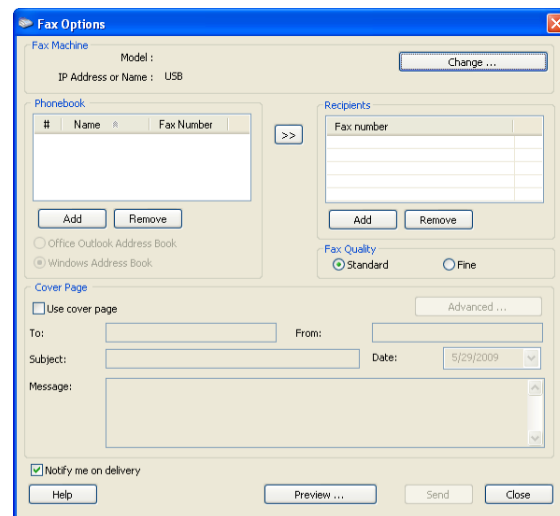 Fax Options
Fax Machine
Model :
Change ...
IP Address or Name : USB
Phonebook
Recipients
# Name Fax Number
>>
Fax number
Add Remove
Add Remove
Office Outlook Address Book
Windows Address Book
Fax Quality
Standard Fine
Cover Page
Use cover page
Advanced ...
To: From:
Subject: Date: 5/29/2009
Message:
Notify me on delivery
Help Preview ... Send Close